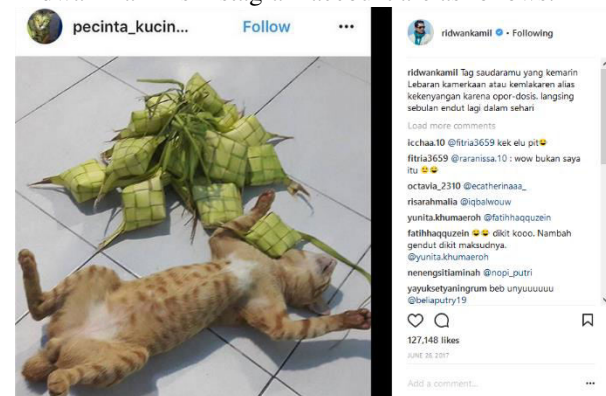 pecinta_kucin... Follow
ridwankamil • Following
ridwankamil Tag saudaramu yang kemarin
Lebaran kamerkaan atau kemlakaren alias
kekenyangan karena opor-dosis. langsing
sebulan endut lagi dalam sehari
Load more comments
icchaa.10 @fitria3659 kek elu pit😂
fitria3659 @raranissa.10 : wow bukan saya
itu
octavia_2310 @ecatherinaaa_
risarahmalia @iqbalwouw
yunita.khumaeroh @fatihhaqquzein
fatihhaqquzein dikit kooo. Nambah
gendut dikit maksudnya.
@yunita.khumaeroh
nenengsitiaminah @nopi_putri
yayuksetyaningrum beb unyuuuuuu
@beliaputry19
127,148 likes
JUNE 26, 2017
Add a comment...